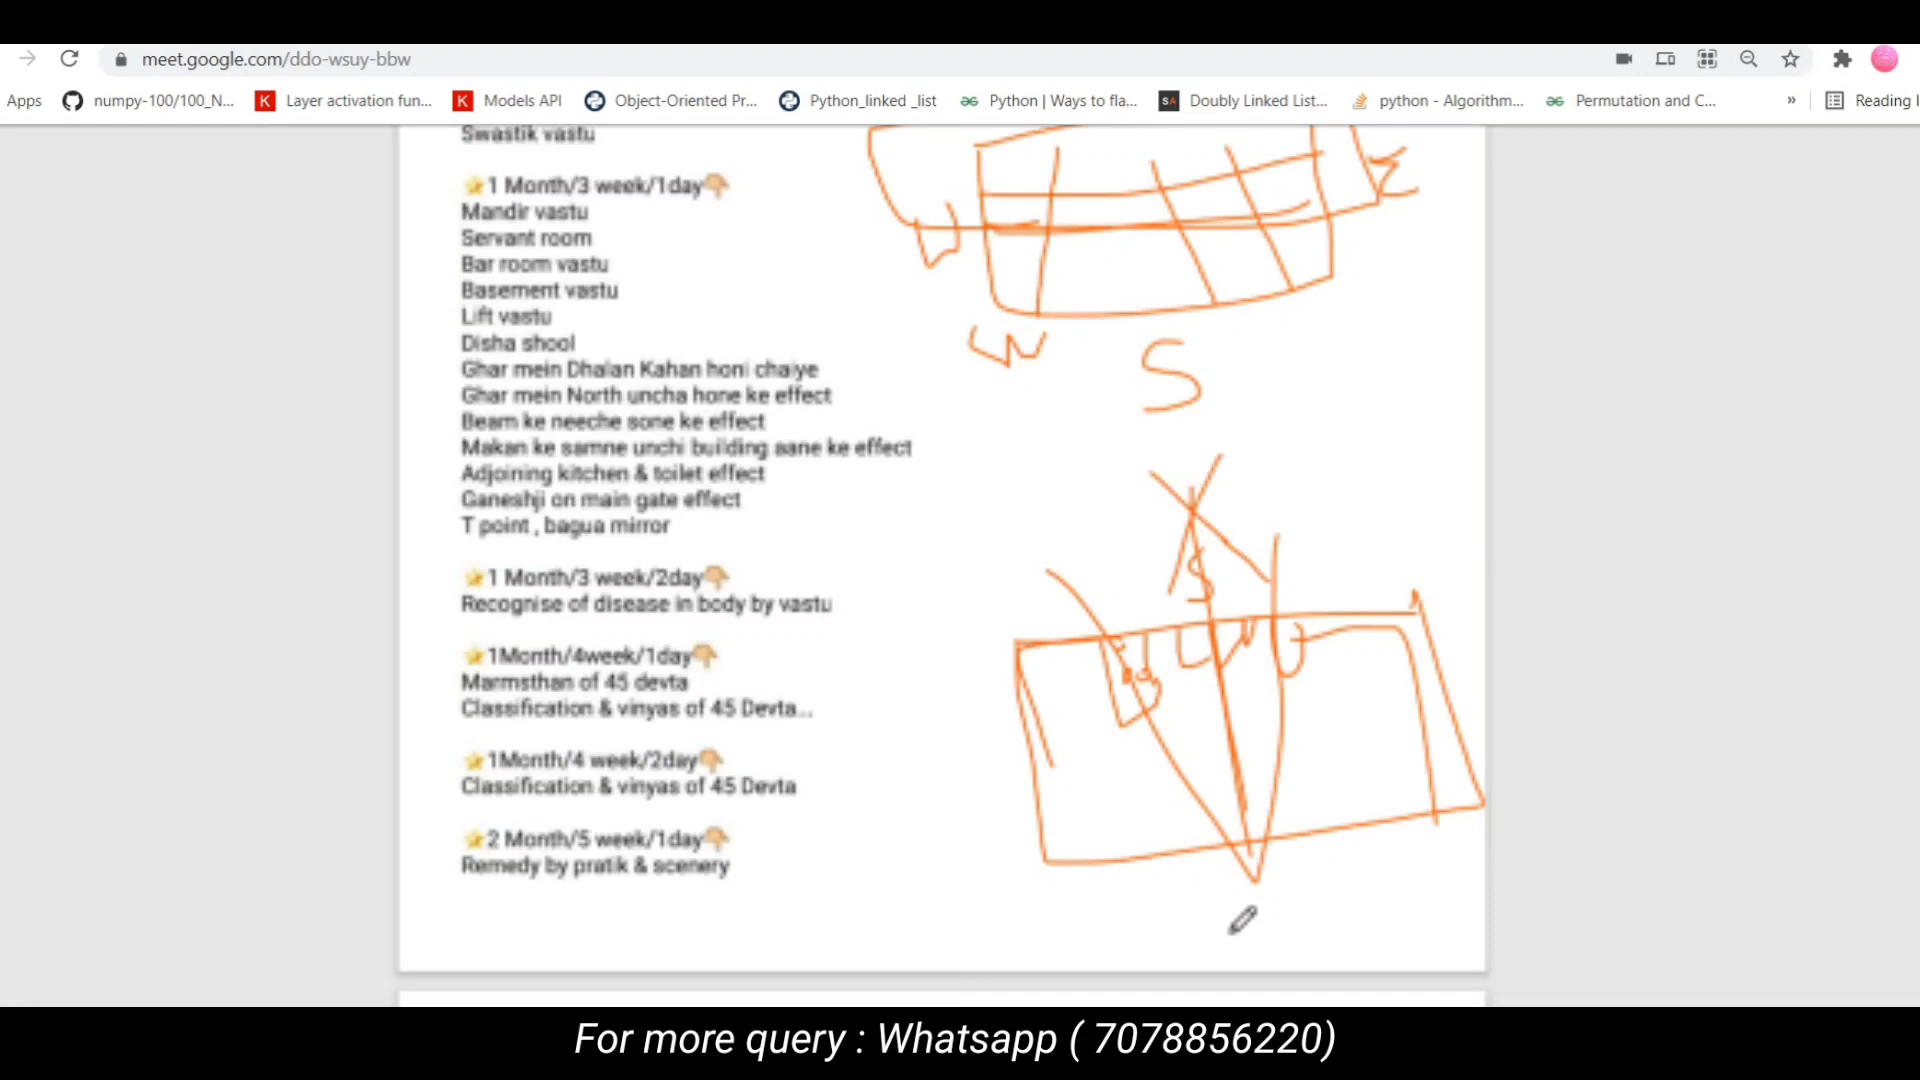 meet.google.com/ddo-wsuy-bbw
Apps numpy-100/100_N... Layer activation fun... Models API Object-Oriented Pr... Python_linked _list Python | Ways to fla... Doubly Linked List... python - Algorithm... Permutation and C... » Reading l
Swastik vastu
⭐1 Month/3 week/1day👇
Mandir vastu
Servant room
Bar room vastu
Basement vastu
Lift vastu
Disha shool
Ghar mein Dhalan Kahan honi chaiye
Ghar mein North uncha hone ke effect
Beam ke neeche sone ke effect
Makan ke samne unchi building aane ke effect
Adjoining kitchen & toilet effect
Ganeshji on main gate effect
T point , bagua mirror
⭐1 Month/3 week/2day👇
Recognise of disease in body by vastu
⭐1Month/4week/1day👇
Marmsthan of 45 devta
Classification & vinyas of 45 Devta...
⭐1Month/4 week/2day👇
Classification & vinyas of 45 Devta
⭐2 Month/5 week/1day👇
Remedy by pratik & scenery
W
S
S
For more query : Whatsapp ( 7078856220)